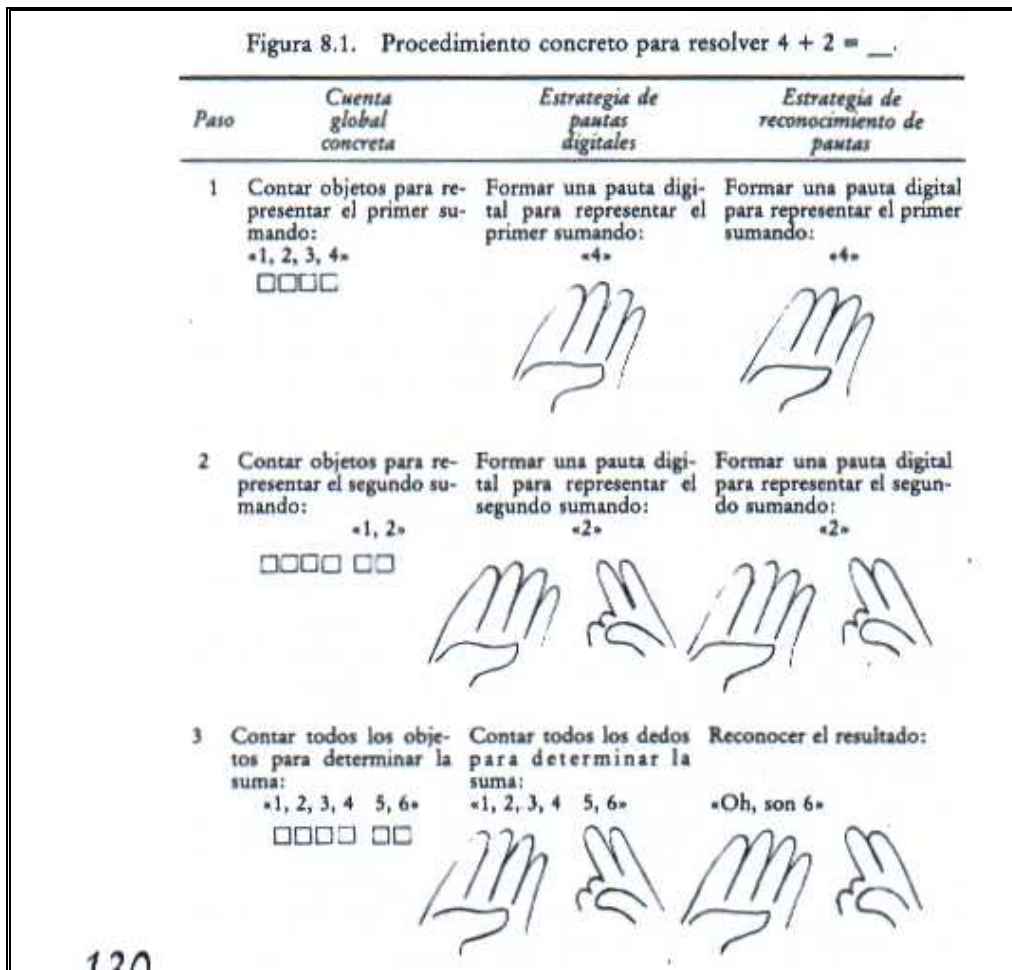 Figura 8.1. Procedimiento concreto para resolver 4 + 2 = __.
Paso
Cuenta
global
concreta
Estrategia de
pautas
digitales
Estrategia de
reconocimiento de
pautas
1
Contar objetos para re-
presentar el primer su-
mando:
«1, 2, 3, 4»
Formar una pauta digi-
tal para representar el
primer sumando:
«4»
Formar una pauta digital
para representar el primer
sumando:
«4»
2
Contar objetos para re-
presentar el segundo su-
mando:
«1, 2»
Formar una pauta digi-
tal para representar el
segundo sumando:
«2»
Formar una pauta digital
para representar el segun-
do sumando:
«2»
3
Contar todos los obje-
tos para determinar la
suma:
«1, 2, 3, 4 5, 6»
Contar todos los dedos
para determinar la
suma:
«1, 2, 3, 4 5, 6»
Reconocer el resultado:
«Oh, son 6»
130